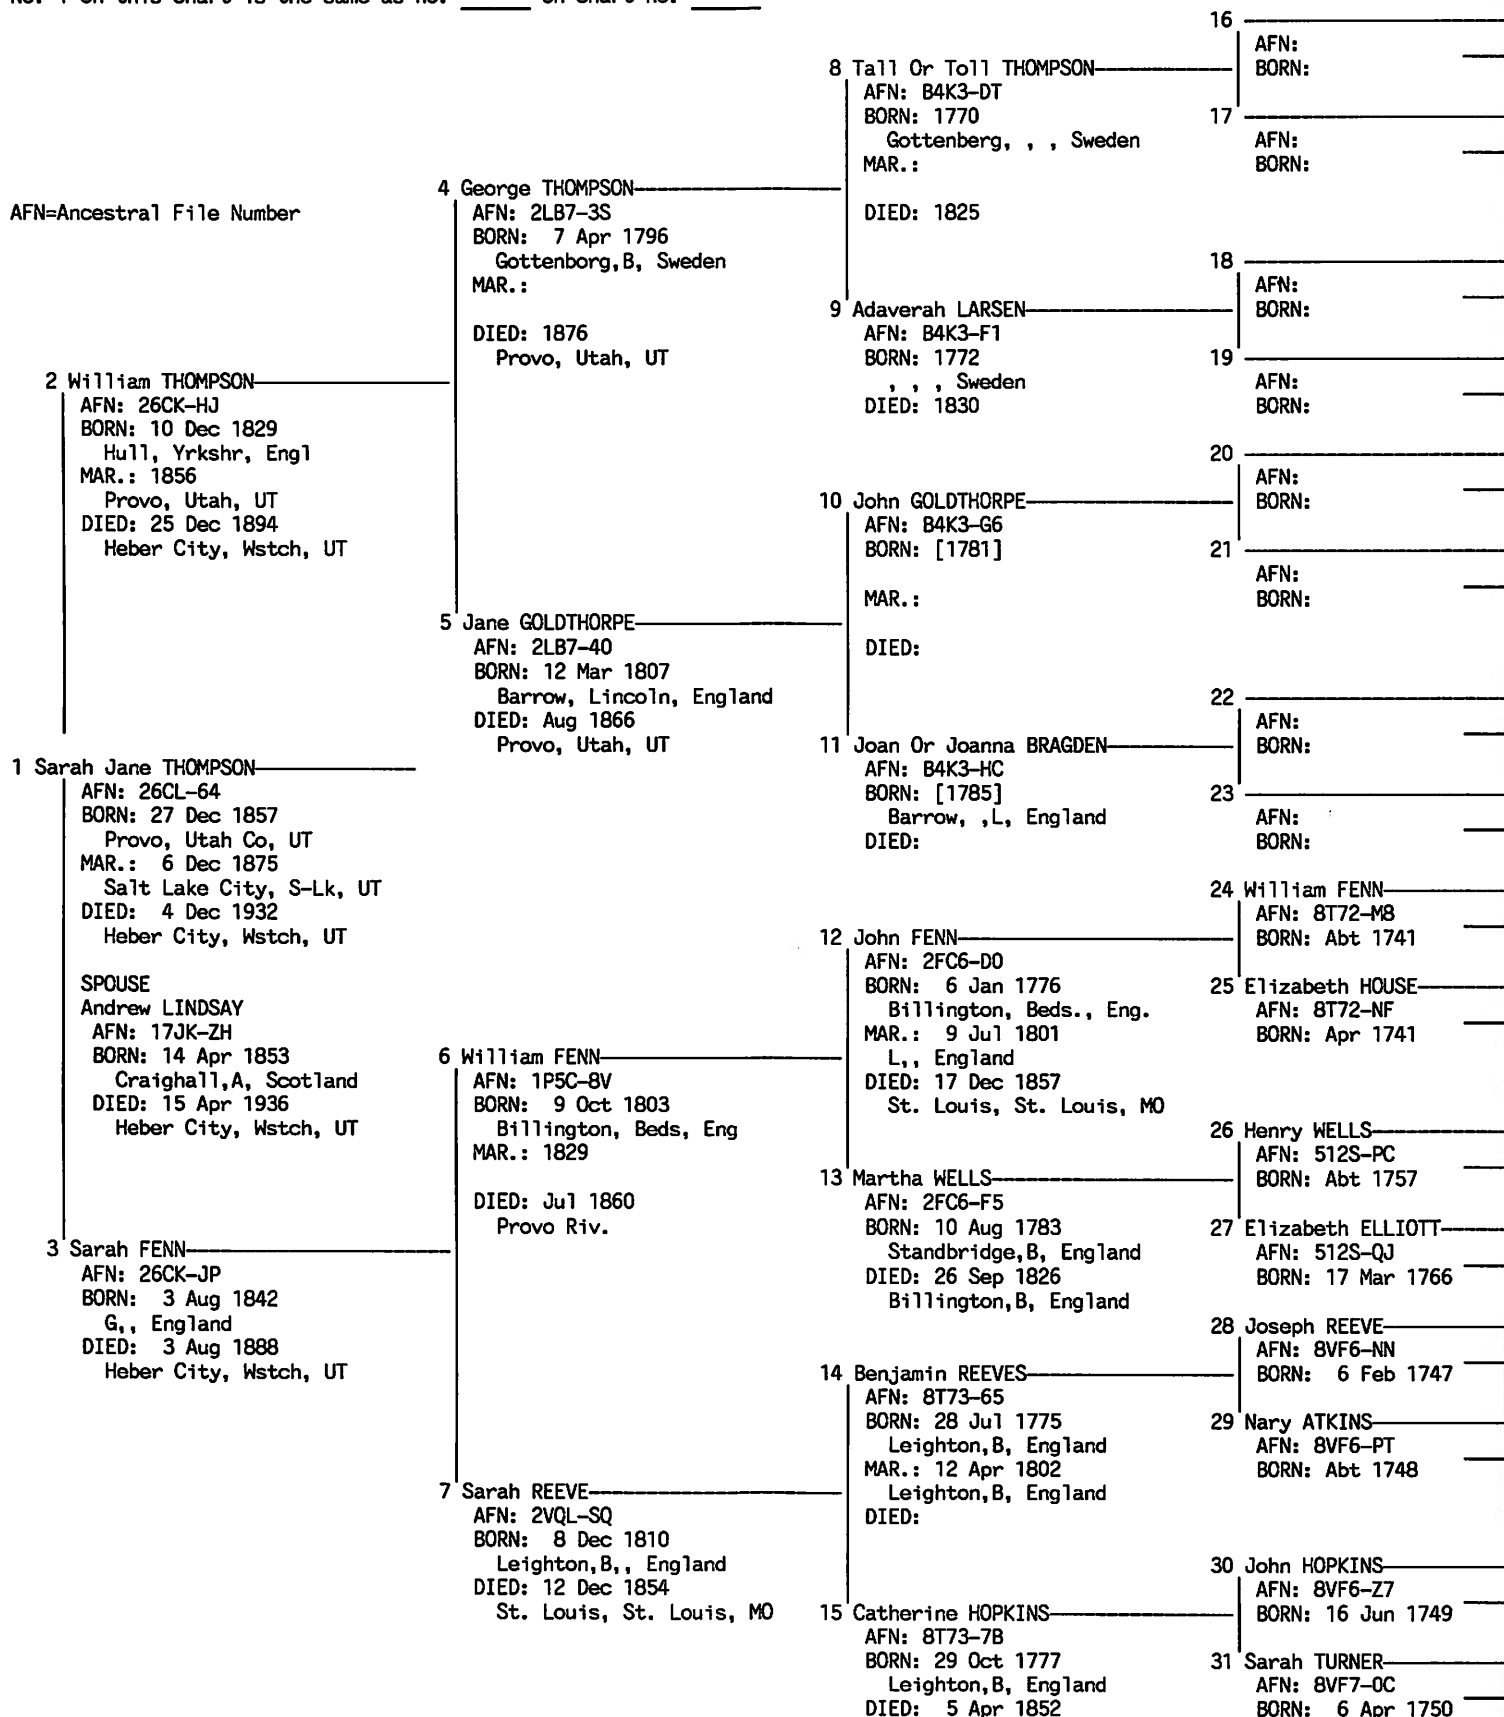 No. 1 on this chart is the same as no. ______ on chart no. ______
AFN=Ancestral File Number
1 Sarah Jane THOMPSON
AFN: 26CL-64
BORN: 27 Dec 1857
Provo, Utah Co, UT
MAR.: 6 Dec 1875
Salt Lake City, S-Lk, UT
DIED: 4 Dec 1932
Heber City, Wstch, UT
SPOUSE
Andrew LINDSAY
AFN: 17JK-ZH
BORN: 14 Apr 1853
Craighall,A, Scotland
DIED: 15 Apr 1936
Heber City, Wstch, UT
2 William THOMPSON
AFN: 26CK-HJ
BORN: 10 Dec 1829
Hull, Yrkshr, Engl
MAR.: 1856
Provo, Utah, UT
DIED: 25 Dec 1894
Heber City, Wstch, UT
3 Sarah FENN
AFN: 26CK-JP
BORN: 3 Aug 1842
G,, England
DIED: 3 Aug 1888
Heber City, Wstch, UT
4 George THOMPSON
AFN: 2LB7-3S
BORN: 7 Apr 1796
Gottenborg,B, Sweden
MAR.:
DIED: 1876
Provo, Utah, UT
5 Jane GOLDTHORPE
AFN: 2LB7-40
BORN: 12 Mar 1807
Barrow, Lincoln, England
DIED: Aug 1866
Provo, Utah, UT
6 William FENN
AFN: 1P5C-8V
BORN: 9 Oct 1803
Billington, Beds, Eng
MAR.: 1829
DIED: Jul 1860
Provo Riv.
7 Sarah REEVE
AFN: 2VQL-SQ
BORN: 8 Dec 1810
Leighton,B,, England
DIED: 12 Dec 1854
St. Louis, St. Louis, MO
8 Tall Or Toll THOMPSON
AFN: B4K3-DT
BORN: 1770
Gottenberg, , , Sweden
MAR.:
DIED: 1825
9 Adaverah LARSEN
AFN: B4K3-F1
BORN: 1772
, , , Sweden
DIED: 1830
10 John GOLDTHORPE
AFN: B4K3-G6
BORN: [1781]
MAR.:
DIED:
11 Joan Or Joanna BRAGDEN
AFN: B4K3-HC
BORN: [1785]
Barrow, ,L, England
DIED:
12 John FENN
AFN: 2FC6-D0
BORN: 6 Jan 1776
Billington, Beds., Eng.
MAR.: 9 Jul 1801
L,, England
DIED: 17 Dec 1857
St. Louis, St. Louis, MO
13 Martha WELLS
AFN: 2FC6-F5
BORN: 10 Aug 1783
Standbridge,B, England
DIED: 26 Sep 1826
Billington,B, England
14 Benjamin REEVES
AFN: 8T73-65
BORN: 28 Jul 1775
Leighton,B, England
MAR.: 12 Apr 1802
Leighton,B, England
DIED:
15 Catherine HOPKINS
AFN: 8T73-7B
BORN: 29 Oct 1777
Leighton,B, England
DIED: 5 Apr 1852
16
AFN:
BORN:
17
AFN:
BORN:
18
AFN:
BORN:
19
AFN:
BORN:
20
AFN:
BORN:
21
AFN:
BORN:
22
AFN:
BORN:
23
AFN:
BORN:
24 William FENN
AFN: 8T72-M8
BORN: Abt 1741
25 Elizabeth HOUSE
AFN: 8T72-NF
BORN: Apr 1741
26 Henry WELLS
AFN: 512S-PC
BORN: Abt 1757
27 Elizabeth ELLIOTT
AFN: 512S-QJ
BORN: 17 Mar 1766
28 Joseph REEVE
AFN: 8VF6-NN
BORN: 6 Feb 1747
29 Nary ATKINS
AFN: 8VF6-PT
BORN: Abt 1748
30 John HOPKINS
AFN: 8VF6-Z7
BORN: 16 Jun 1749
31 Sarah TURNER
AFN: 8VF7-0C
BORN: 6 Apr 1750